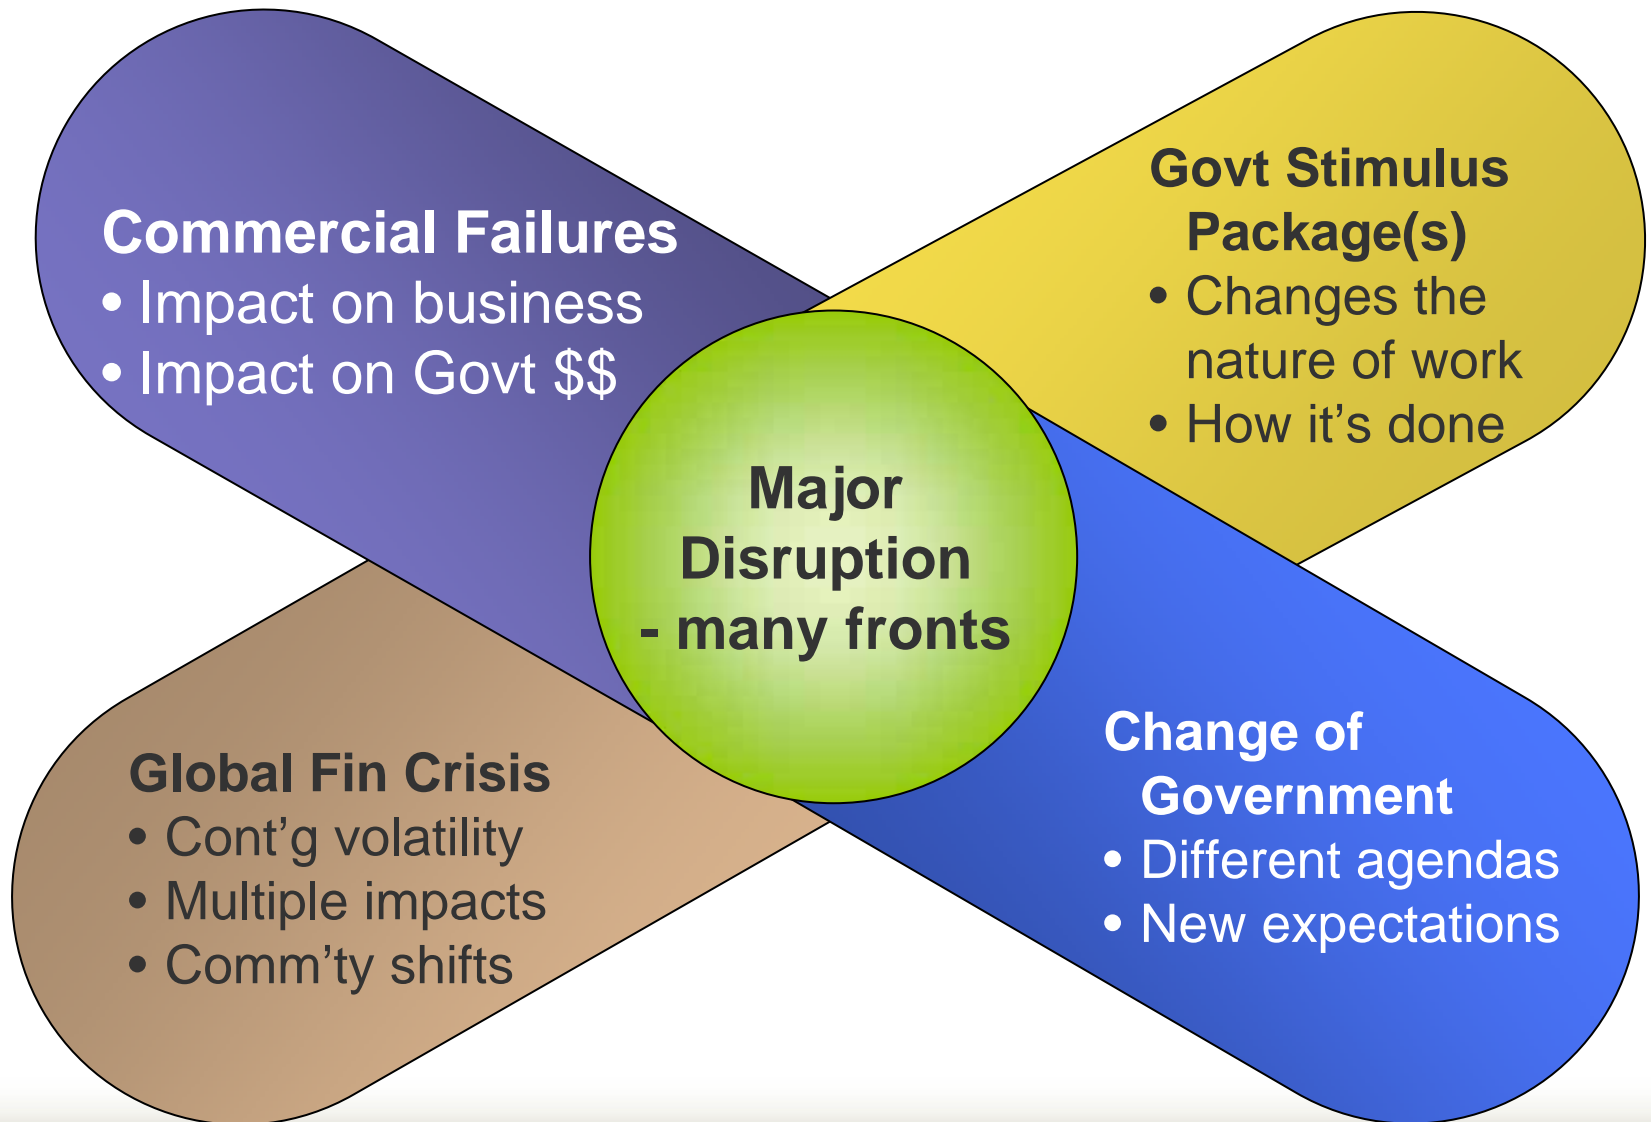 Commercial Failures
• Impact on business
• Impact on Govt $$
Govt Stimulus
Package(s)
• Changes the
nature of work
• How it’s done
Major
Disruption
- many fronts
Global Fin Crisis
• Cont’g volatility
• Multiple impacts
• Comm’ty shifts
Change of
Government
• Different agendas
• New expectations